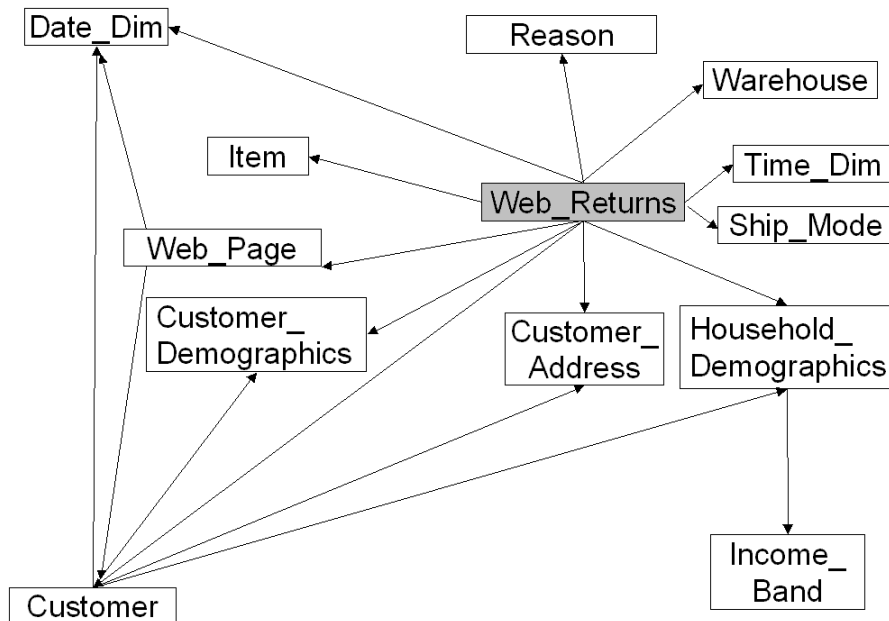 Date_Dim
Reason
Warehouse
Item
Time_Dim
Web_Returns
Ship_Mode
Web_Page
Customer_
Demographics
Customer_
Address
Household_
Demographics
Income_
Band
Customer